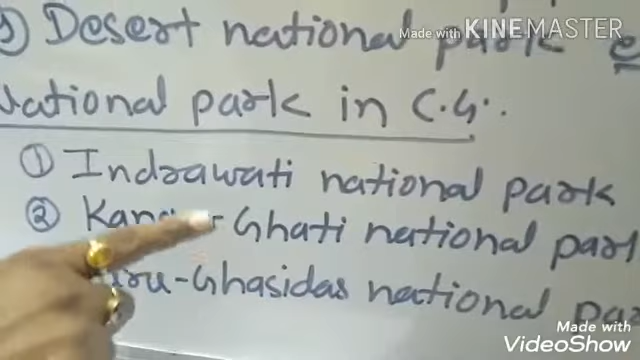 Desert national park
national park in C.G.
① Indrawati national park
② Ghati national
-Ghasidas national
Made with KINEMASTER
Made with
VideoShow